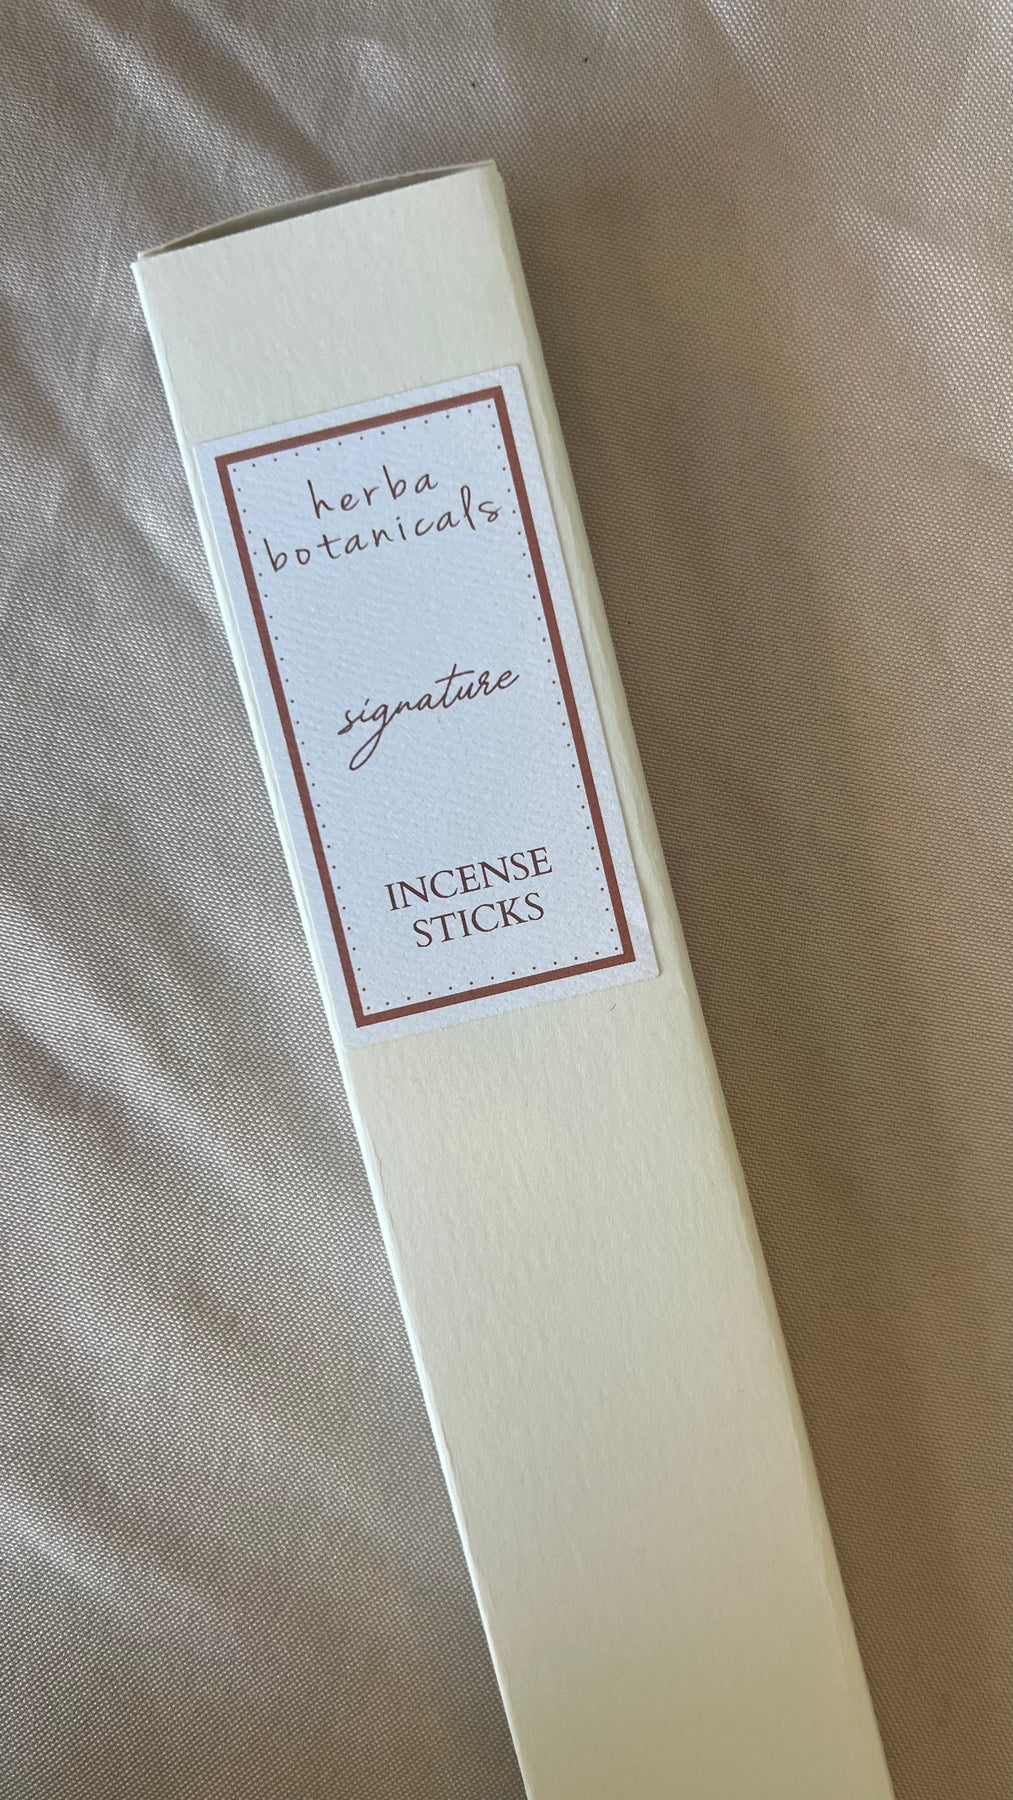 herba
botanicals
signature
INCENSE
STICKS